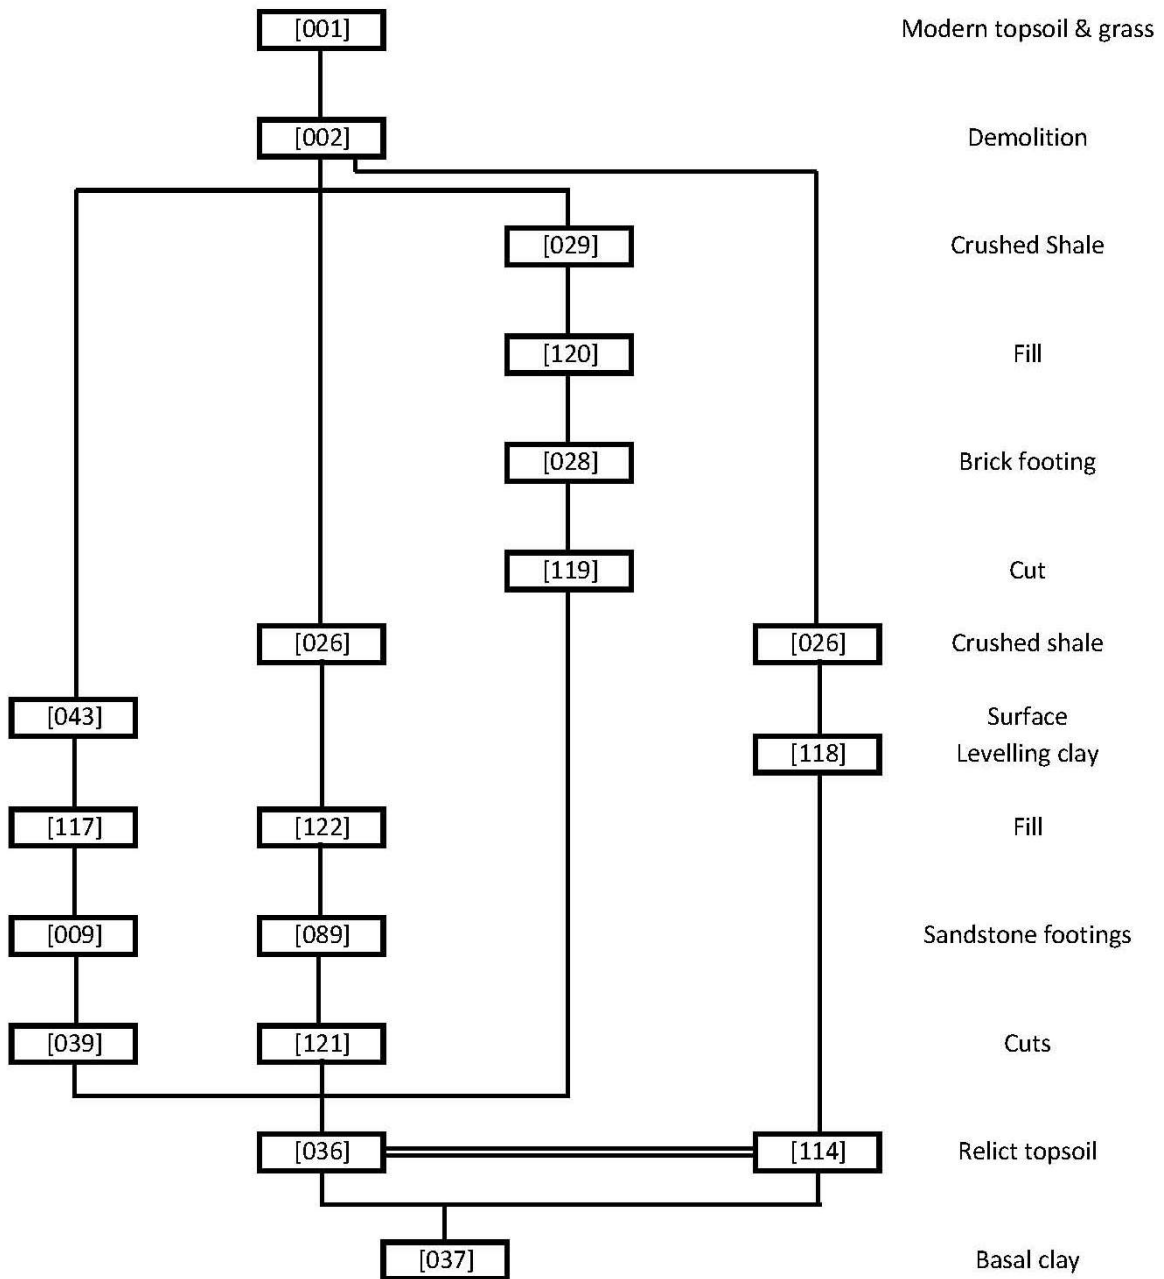 [001] Modern topsoil & grass
[002] Demolition
[029] Crushed Shale
[120] Fill
[028] Brick footing
[119] Cut
[026] [026] Crushed shale
[043] Surface
[118] Levelling clay
[117] [122] Fill
[009] [089] Sandstone footings
[039] [121] Cuts
[036] [114] Relict topsoil
[037] Basal clay